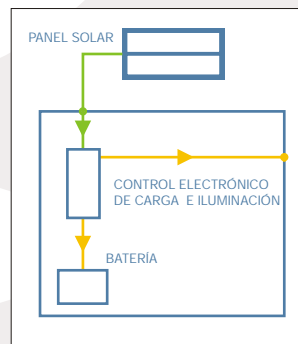 PANEL SOLAR
CONTROL ELECTRÓNICO
DE CARGA E ILUMINACIÓN
BATERÍA